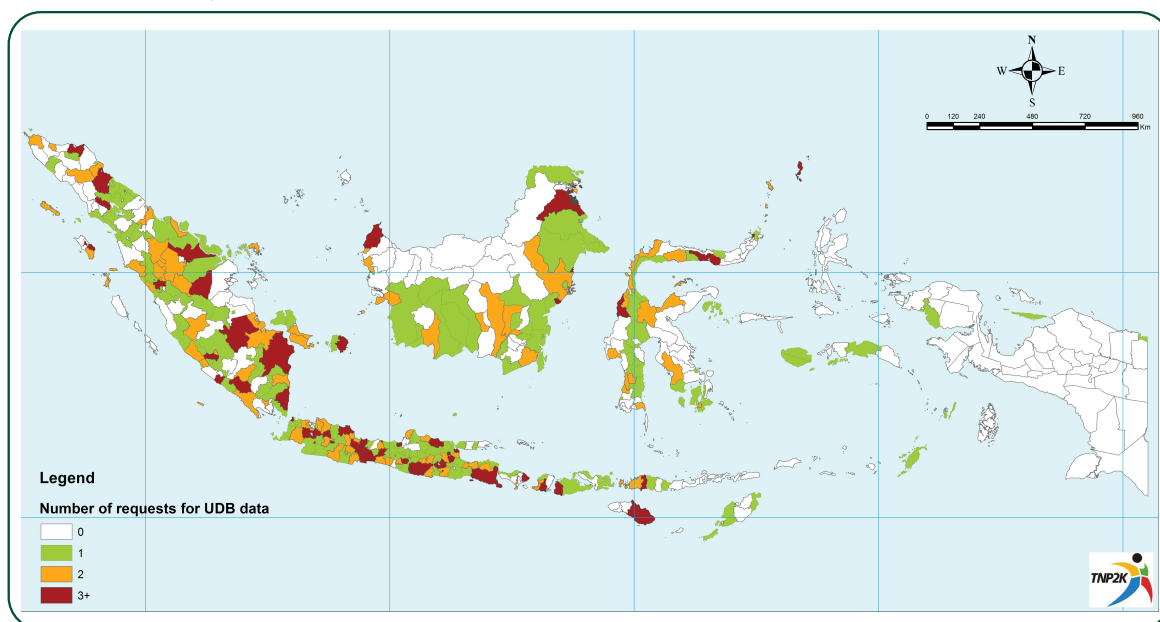 N
W E
S
0 120 240 480 720 960
Km
Legend
Number of requests for UDB data
0
1
2
3+
TNP2K